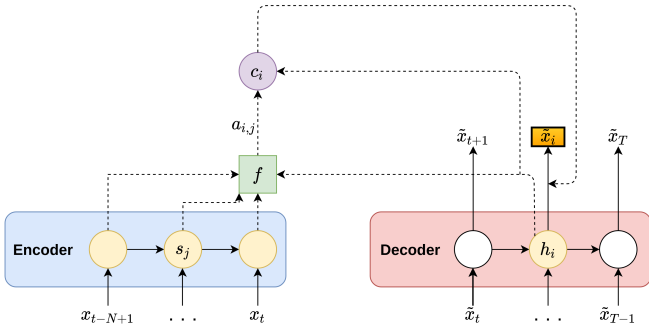 c_i
a_{i,j}
x̃_{t+1}
x̃_i
x̃_T
f
Encoder
s_j
Decoder
h_i
x_{t−N+1}
. . .
x_t
x̃_t
. . .
x̃_{T−1}